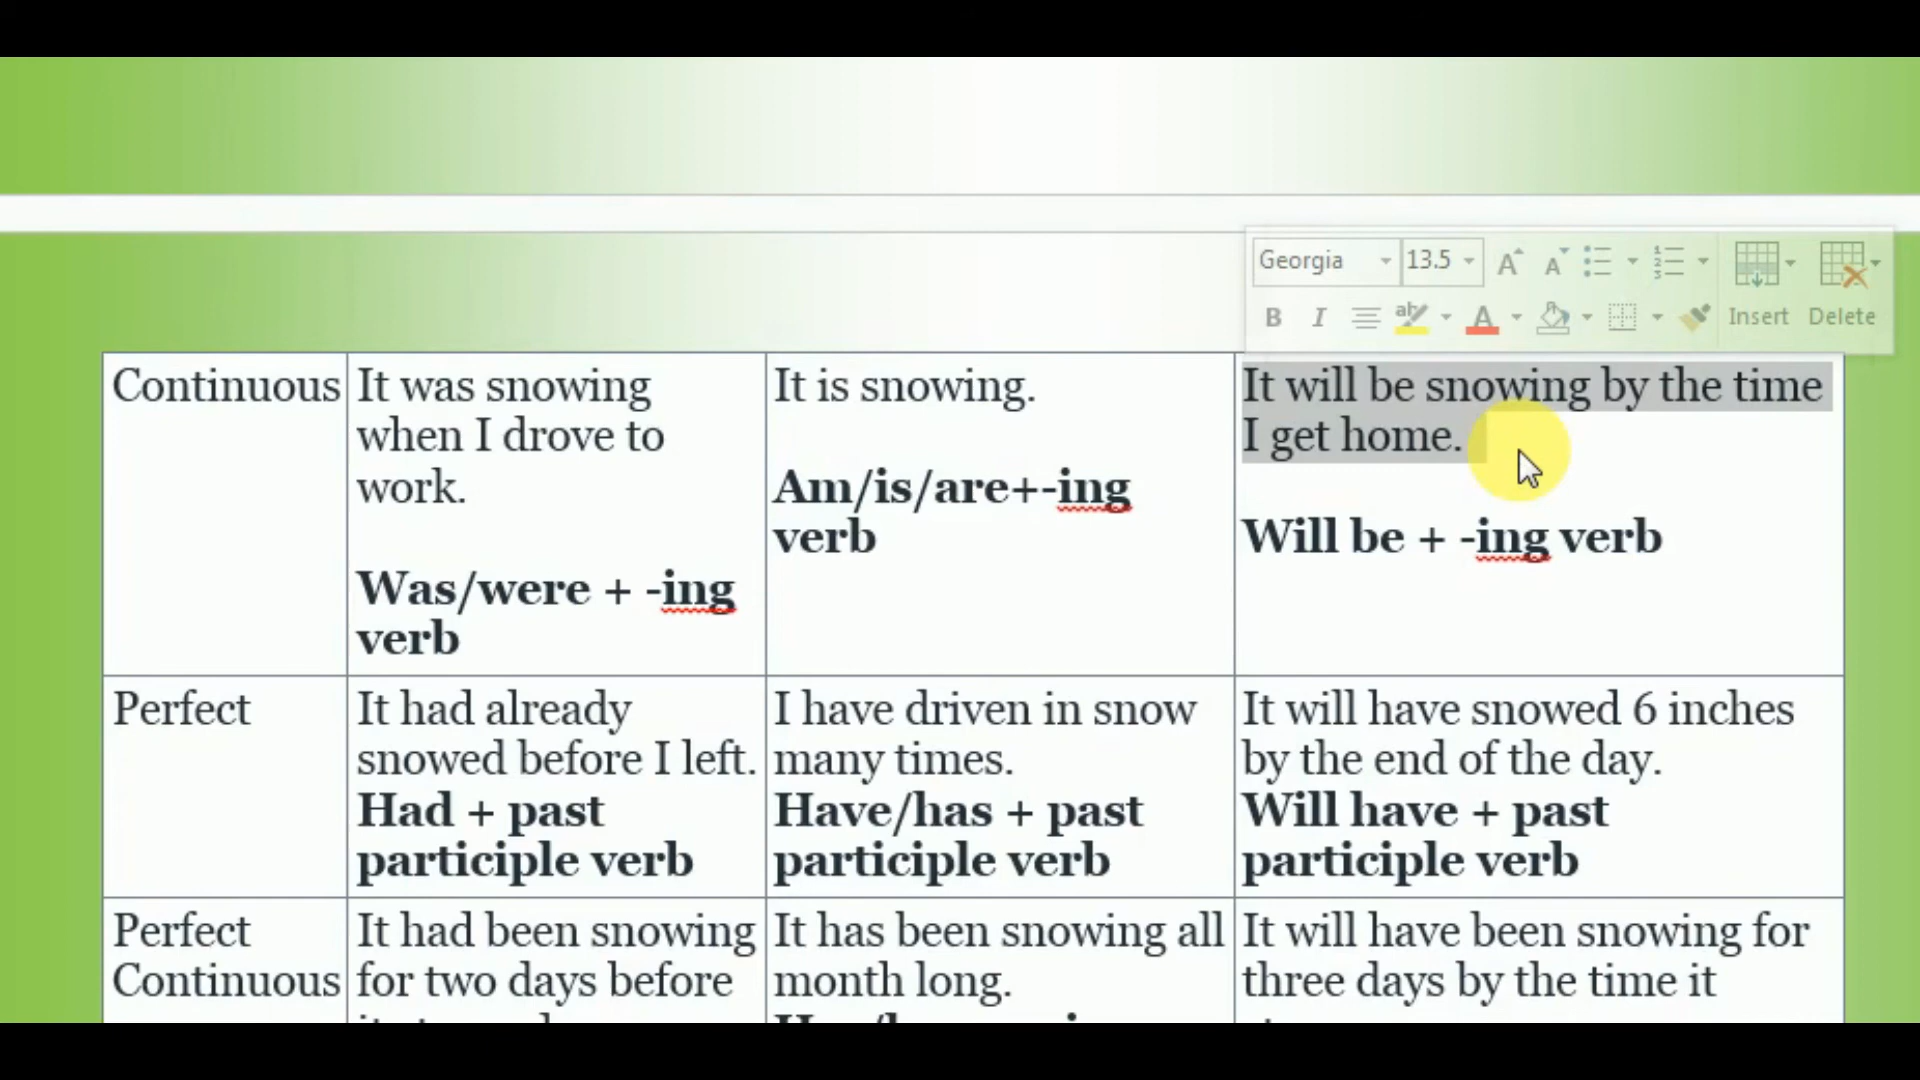 Georgia
13.5
Insert
Delete
Continuous
It was snowing
when I drove to
work.
Was/were + -ing
verb
It is snowing.
Am/is/are+-ing
verb
It will be snowing by the time
I get home.
Will be + -ing verb
Perfect
It had already
snowed before I left.
Had + past
participle verb
I have driven in snow
many times.
Have/has + past
participle verb
It will have snowed 6 inches
by the end of the day.
Will have + past
participle verb
Perfect
Continuous
It had been snowing
for two days before
It has been snowing all
month long.
It will have been snowing for
three days by the time it